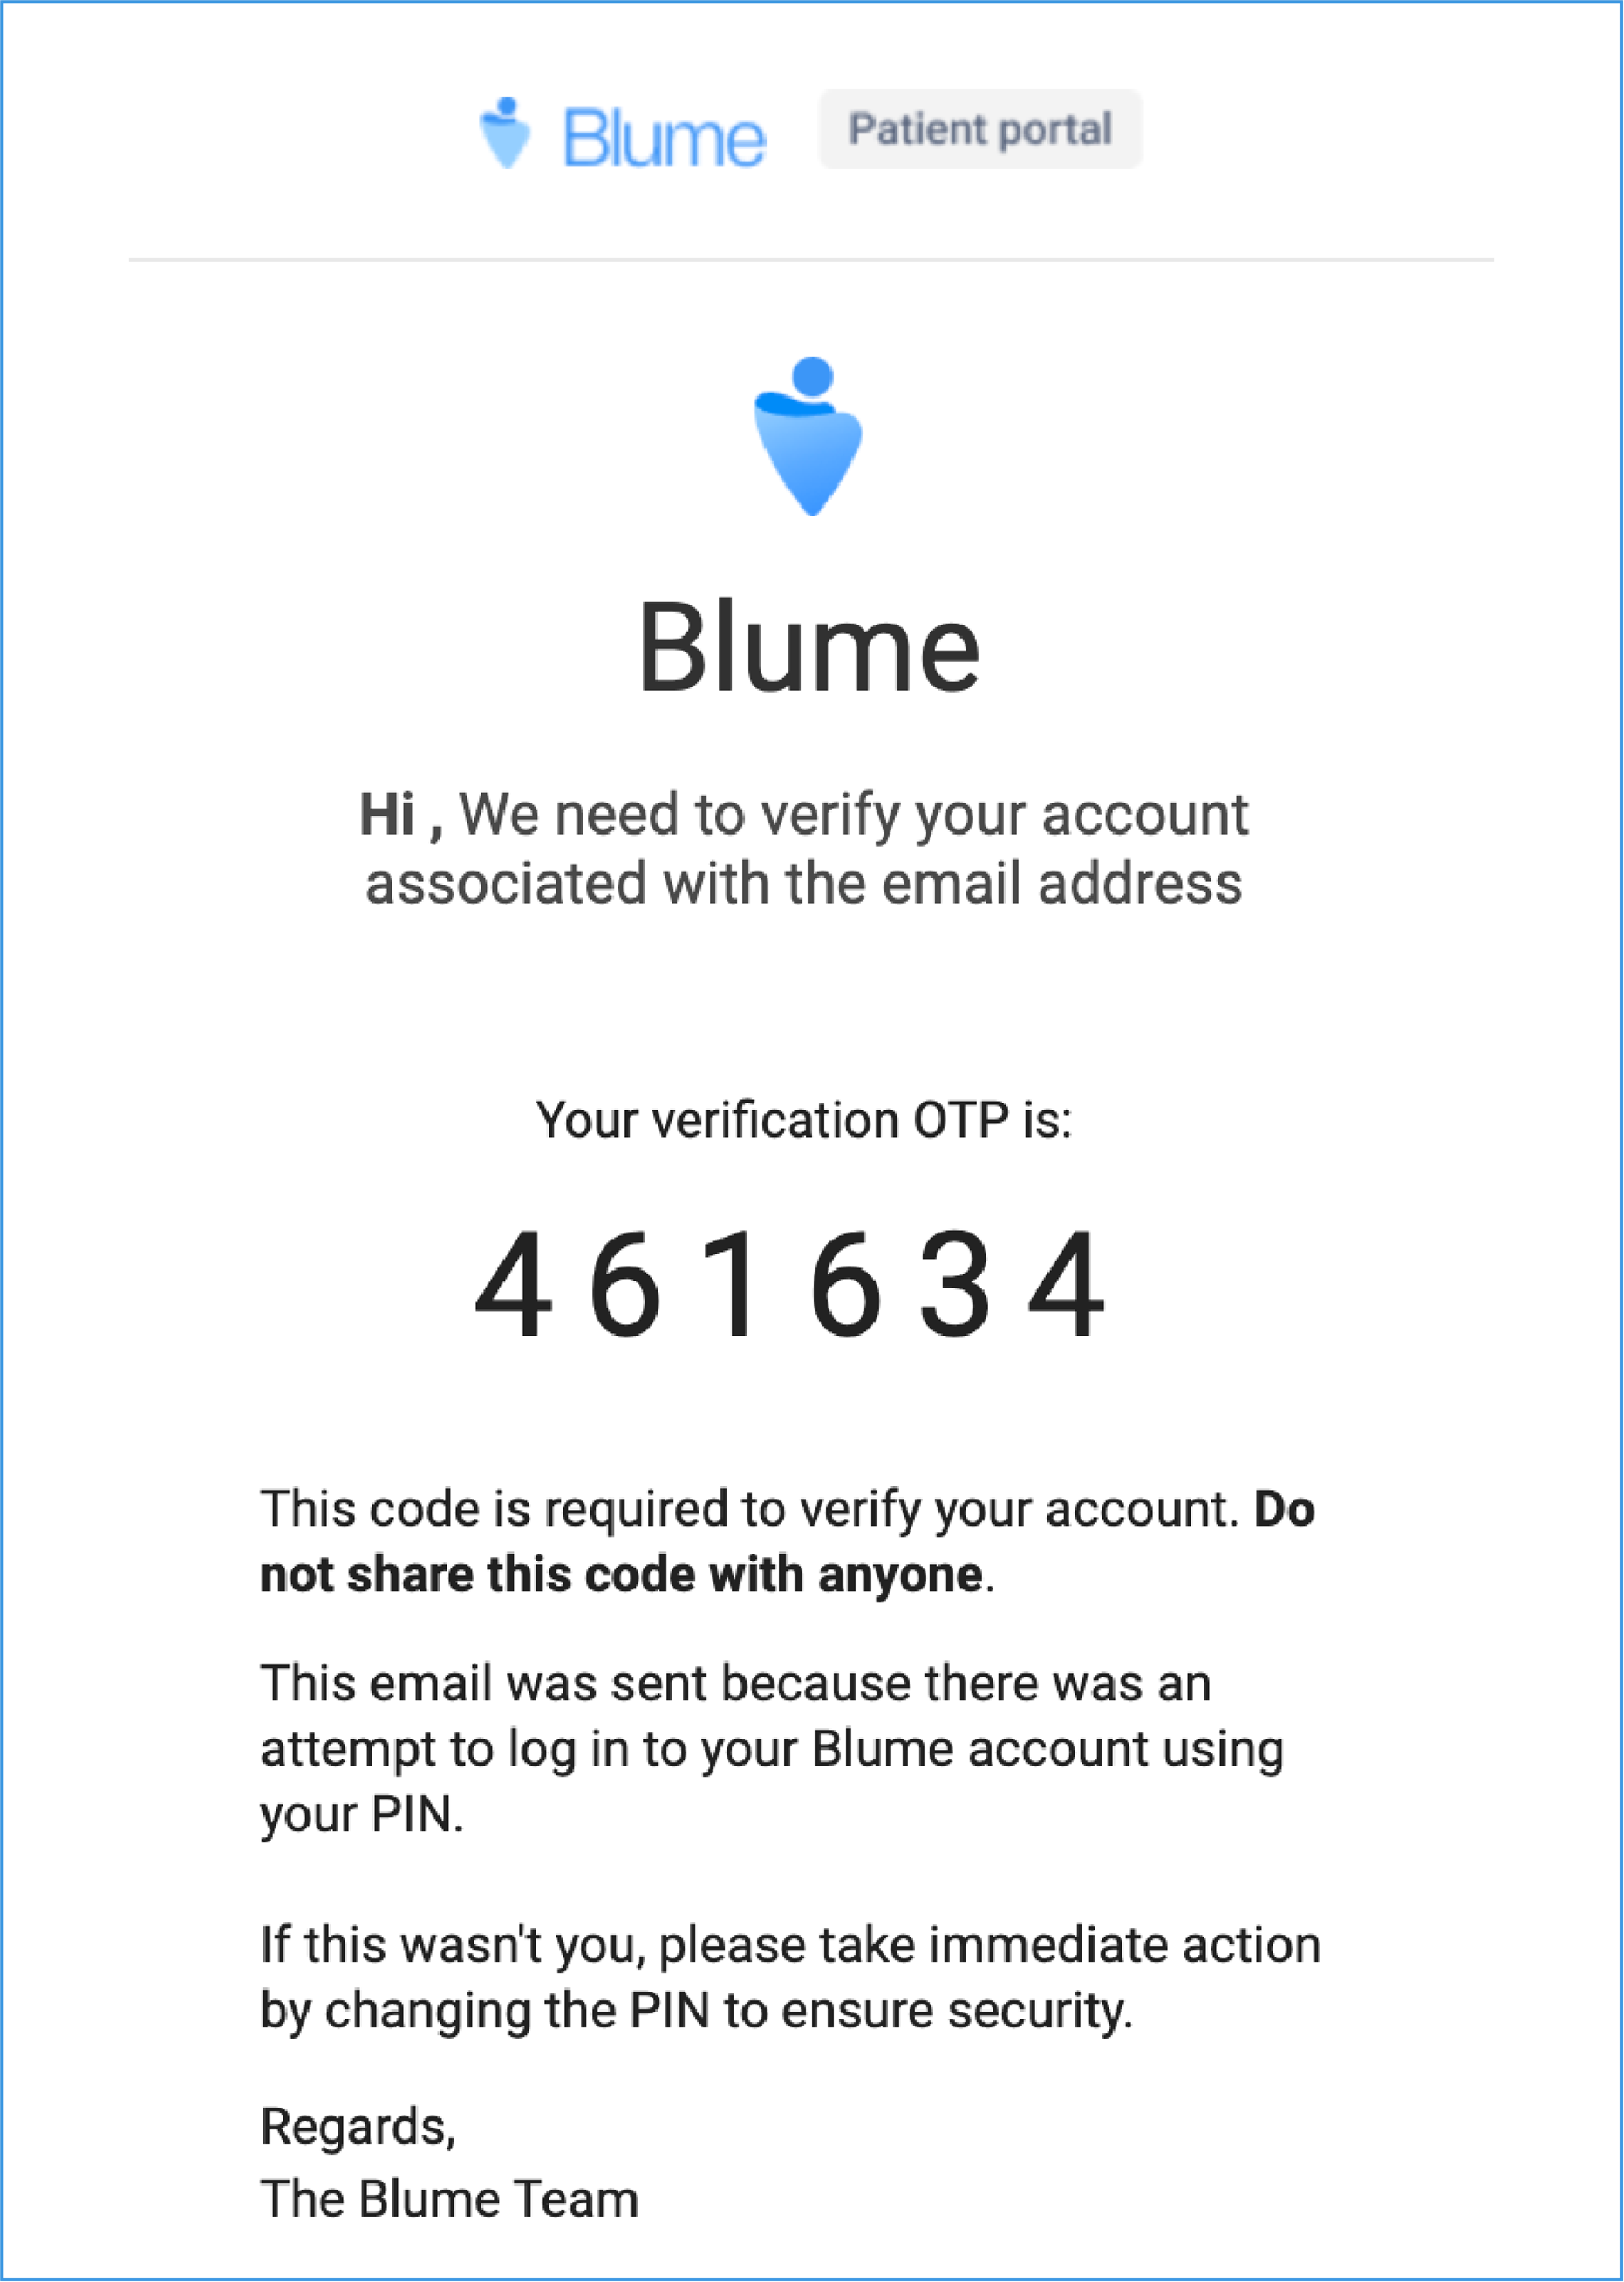 Blume Patient portal
Blume
Hi , We need to verify your account
associated with the email address
Your verification OTP is:
4 6 1 6 3 4
This code is required to verify your account. Do
not share this code with anyone.
This email was sent because there was an
attempt to log in to your Blume account using
your PIN.
If this wasn't you, please take immediate action
by changing the PIN to ensure security.
Regards,
The Blume Team